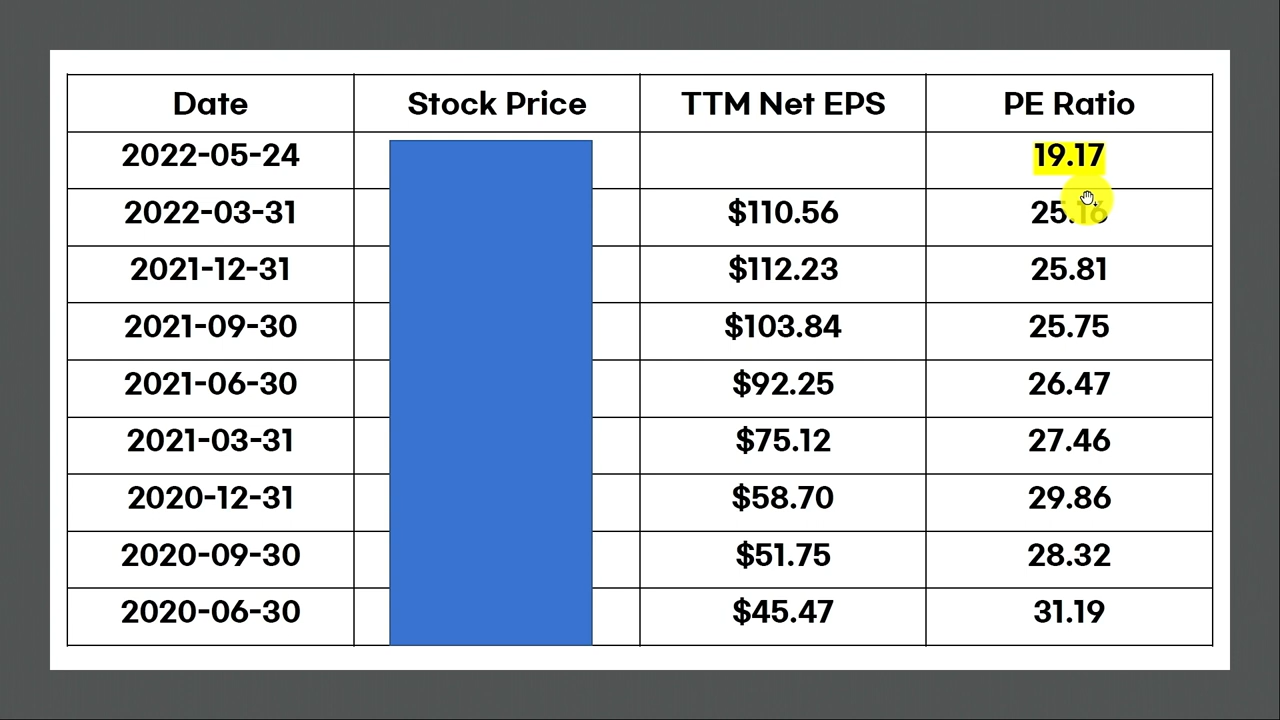 Date Stock Price TTM Net EPS PE Ratio
2022-05-24 19.17
2022-03-31 $110.56 25.16
2021-12-31 $112.23 25.81
2021-09-30 $103.84 25.75
2021-06-30 $92.25 26.47
2021-03-31 $75.12 27.46
2020-12-31 $58.70 29.86
2020-09-30 $51.75 28.32
2020-06-30 $45.47 31.19